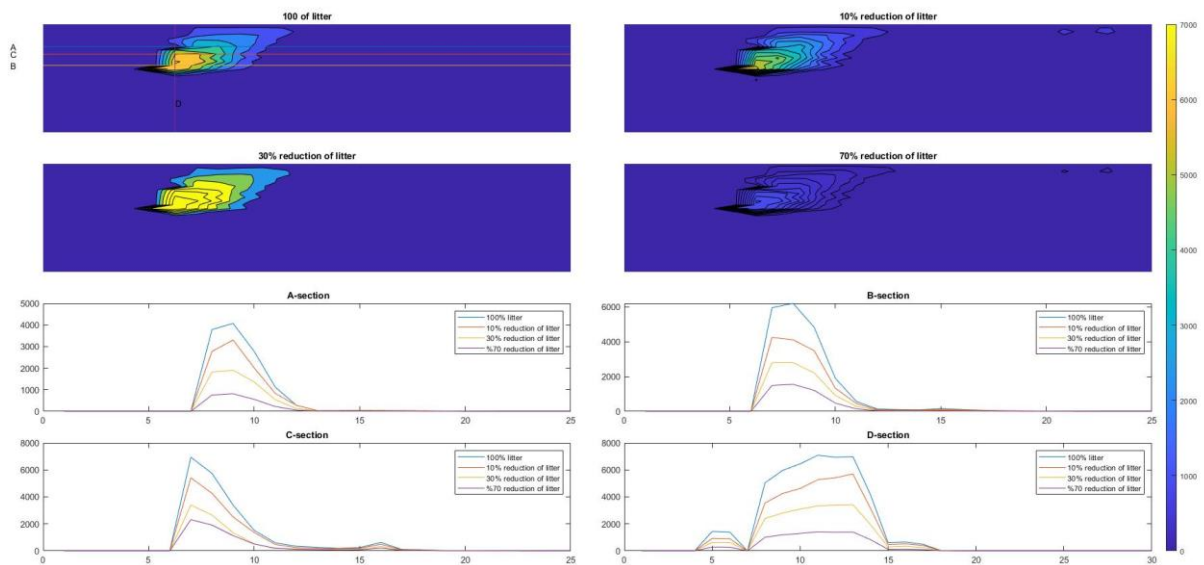 100 of litter
10% reduction of litter
A
C
B
D
30% reduction of litter
70% reduction of litter
7000
6000
5000
4000
3000
2000
1000
0
A-section
5000
4000
3000
2000
1000
0
100% litter
10% reduction of litter
30% reduction of litter
%70 reduction of litter
0 5 10 15 20 25
B-section
6000
4000
2000
0
100% litter
10% reduction of litter
30% reduction of litter
%70 reduction of litter
0 5 10 15 20 25
C-section
8000
6000
4000
2000
0
100% litter
10% reduction of litter
30% reduction of litter
%70 reduction of litter
0 5 10 15 20 25
D-section
8000
6000
4000
2000
0
100% litter
10% reduction of litter
30% reduction of litter
%70 reduction of litter
0 5 10 15 20 25 30